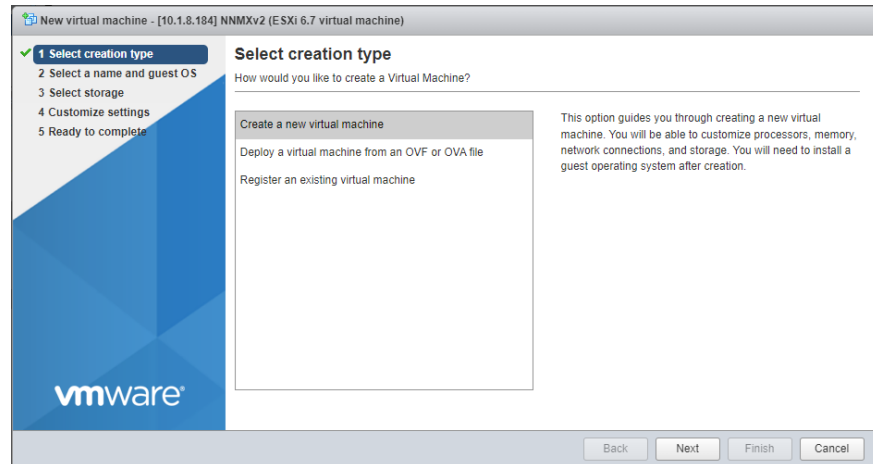 New virtual machine - [10.1.8.184] NNMXv2 (ESXi 6.7 virtual machine)
1 Select creation type
2 Select a name and guest OS
3 Select storage
4 Customize settings
5 Ready to complete
Select creation type
How would you like to create a Virtual Machine?
Create a new virtual machine
Deploy a virtual machine from an OVF or OVA file
Register an existing virtual machine
This option guides you through creating a new virtual
machine. You will be able to customize processors, memory,
network connections, and storage. You will need to install a
guest operating system after creation.
vmware®
Back Next Finish Cancel